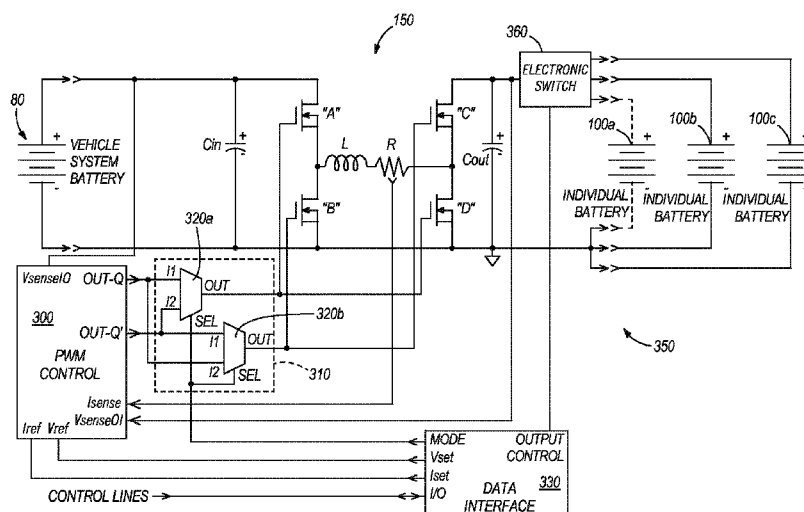 150
360
80
ELECTRONIC
SWITCH
"A"
"C"
+
VEHICLE
SYSTEM
BATTERY
-
Cin
+
-
L
R
+
-
Cout
100a
+
100b
+
100c
+
"B"
"D"
INDIVIDUAL
BATTERY
-
INDIVIDUAL
BATTERY
-
INDIVIDUAL
BATTERY
-
320a
VsenseIO
OUT-Q
I1
I2
OUT
320b
350
300
OUT-Q'
SEL
I1
OUT
PWM
CONTROL
I2
SEL
310
Isense
VsenseOI
Iref
Vref
MODE
OUTPUT
CONTROL
Vset
Iset
330
CONTROL LINES
I/O
DATA
INTERFACE